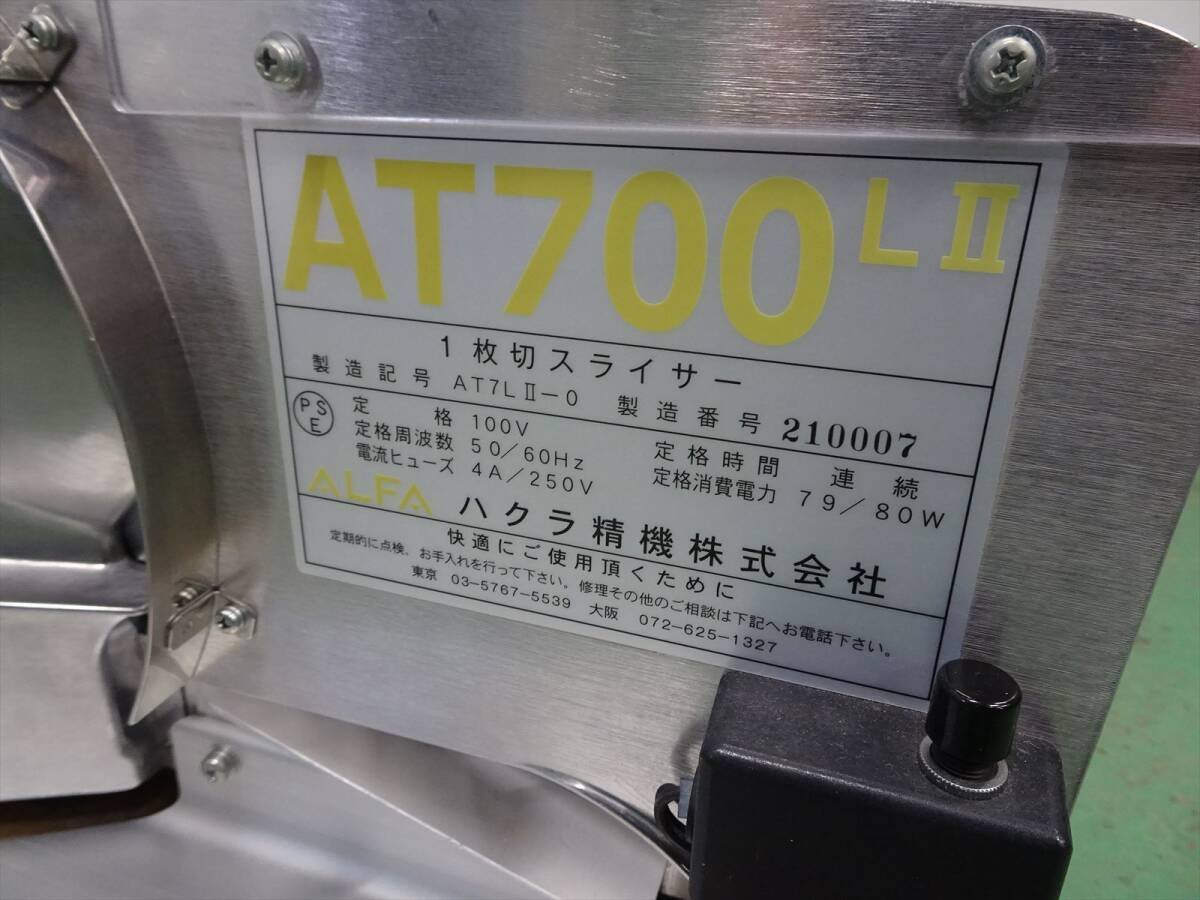 AT700 LⅡ
1枚切スライサー
製造記号 AT7LⅡ-0 製造番号 210007
PSE 定格 100V 定格時間 連続
定格周波数 50/60Hz 定格消費電力 79/80W
電流ヒューズ 4A/250V
ALFA ハクラ精機株式会社
快適にご使用頂くために
定期的に点検、お手入れを行って下さい。修理その他のご相談は下記へお電話下さい。
東京 03-5767-5539 大阪 072-625-1327